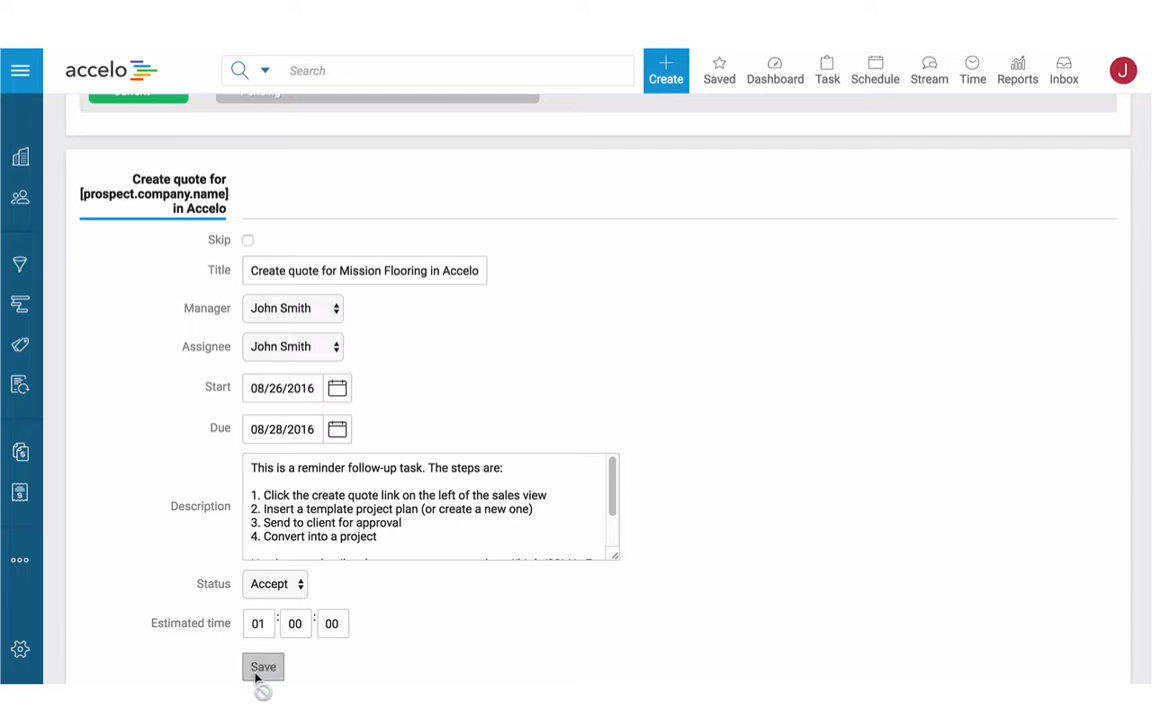 accelo
Search
Create
Saved
Dashboard
Task
Schedule
Stream
Time
Reports
Inbox
J
Create quote for
[prospect.company.name]
in Accelo
Skip
Title
Create quote for Mission Flooring in Accelo
Manager
John Smith
Assignee
John Smith
Start
08/26/2016
Due
08/28/2016
Description
This is a reminder follow-up task. The steps are:
1. Click the create quote link on the left of the sales view
2. Insert a template project plan (or create a new one)
3. Send to client for approval
4. Convert into a project
Status
Accept
Estimated time
01 : 00 : 00
Save